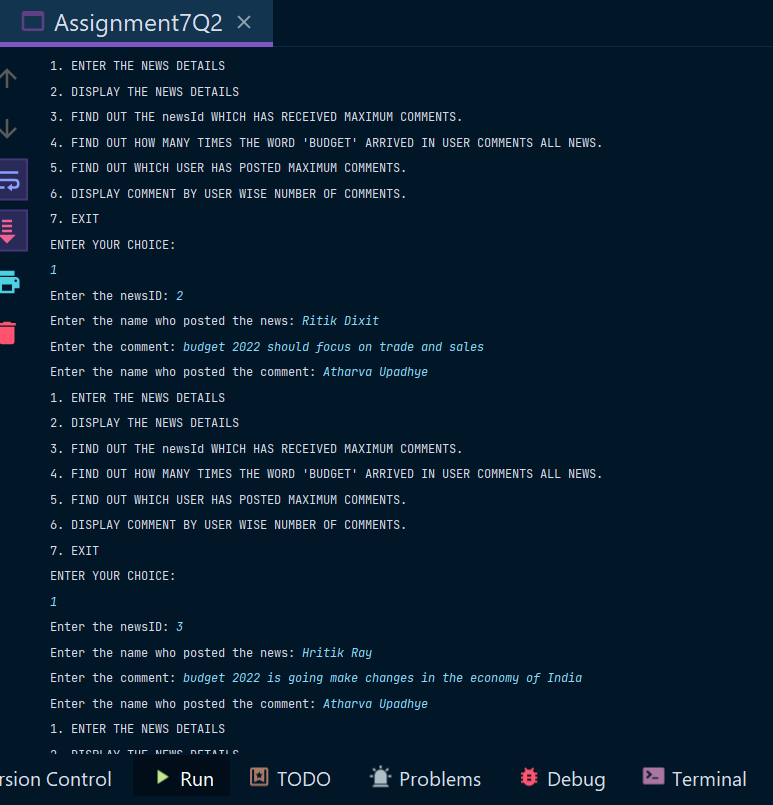 Assignment7Q2
1. ENTER THE NEWS DETAILS
2. DISPLAY THE NEWS DETAILS
3. FIND OUT THE newsId WHICH HAS RECEIVED MAXIMUM COMMENTS.
4. FIND OUT HOW MANY TIMES THE WORD 'BUDGET' ARRIVED IN USER COMMENTS ALL NEWS.
5. FIND OUT WHICH USER HAS POSTED MAXIMUM COMMENTS.
6. DISPLAY COMMENT BY USER WISE NUMBER OF COMMENTS.
7. EXIT
ENTER YOUR CHOICE:
1
Enter the newsID: 2
Enter the name who posted the news: Ritik Dixit
Enter the comment: budget 2022 should focus on trade and sales
Enter the name who posted the comment: Atharva Upadhye
1. ENTER THE NEWS DETAILS
2. DISPLAY THE NEWS DETAILS
3. FIND OUT THE newsId WHICH HAS RECEIVED MAXIMUM COMMENTS.
4. FIND OUT HOW MANY TIMES THE WORD 'BUDGET' ARRIVED IN USER COMMENTS ALL NEWS.
5. FIND OUT WHICH USER HAS POSTED MAXIMUM COMMENTS.
6. DISPLAY COMMENT BY USER WISE NUMBER OF COMMENTS.
7. EXIT
ENTER YOUR CHOICE:
1
Enter the newsID: 3
Enter the name who posted the news: Hritik Ray
Enter the comment: budget 2022 is going make changes in the economy of India
Enter the name who posted the comment: Atharva Upadhye
1. ENTER THE NEWS DETAILS
2. DISPLAY THE NEWS DETAILS
rsion Control Run TODO Problems Debug Terminal